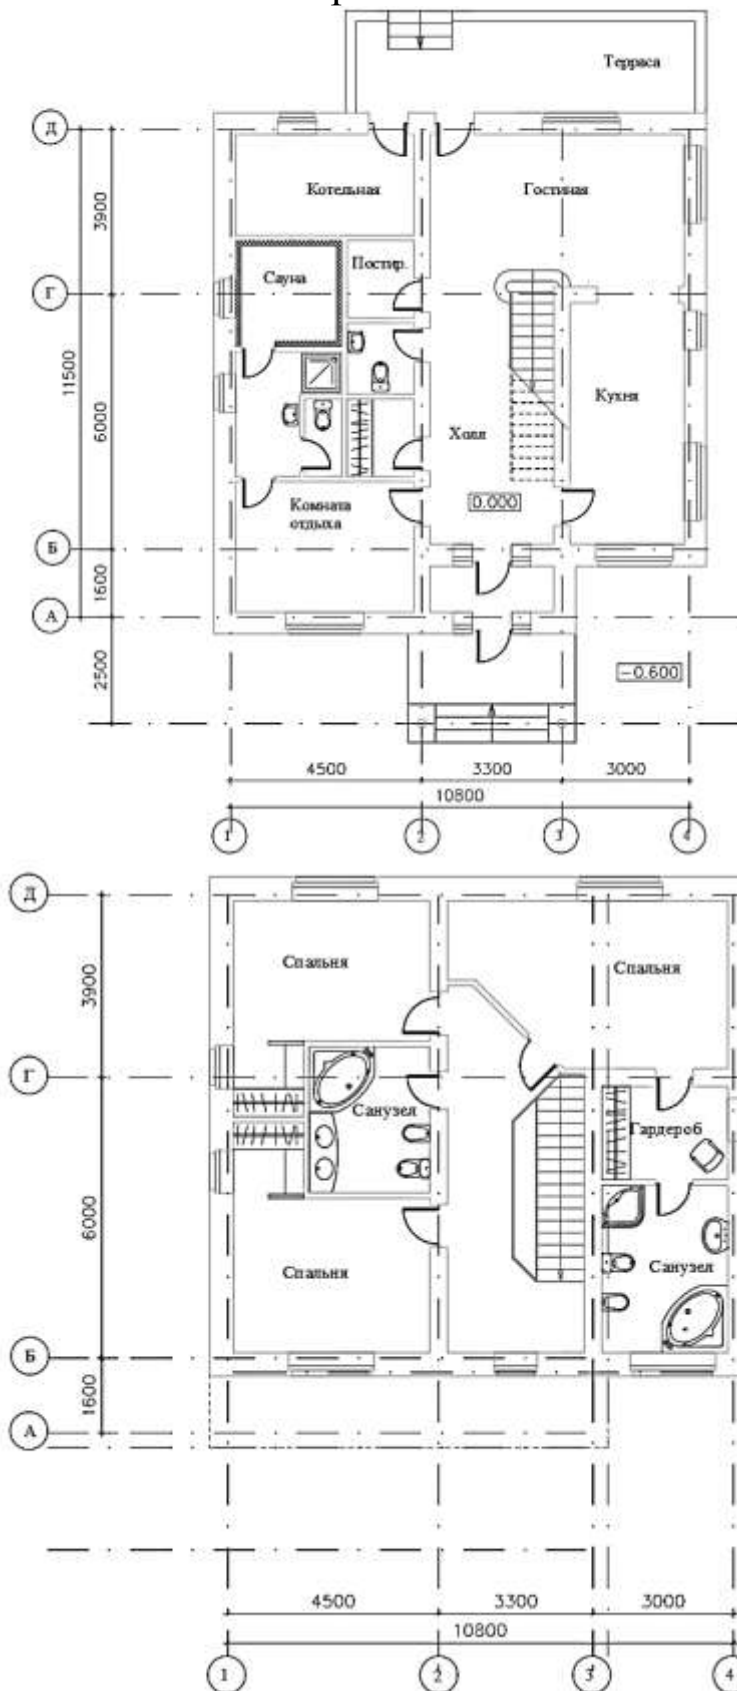 Терраса
Д
Котельная
Гостиная
3900
Сауна
Постир.
Г
11500
6000
Кухня
Холл
0.000
Комната
отдыха
Б
1600
А
2500
-0.600
4500
3300
3000
10800
1
2
3
4
Д
Спальня
Спальня
3900
Г
Санузел
Гардероб
6000
Спальня
Санузел
Б
1600
А
4500
3300
3000
10800
1
2
3
4